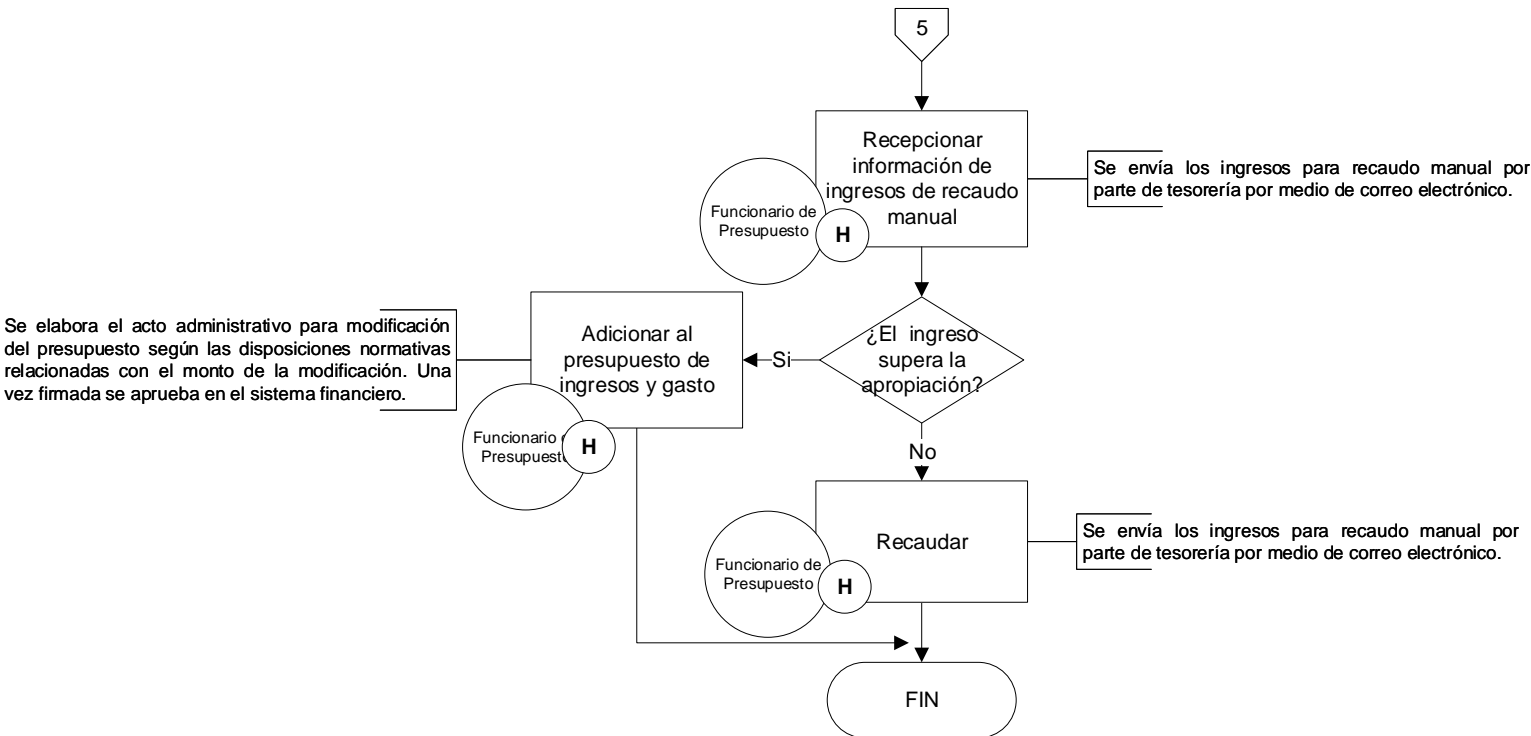 5
Recepcionar
información de
ingresos de recaudo
manual
Funcionario de
Presupuesto
H
Se envía los ingresos para recaudo manual por
parte de tesorería por medio de correo electrónico.
¿El ingreso
supera la
apropiación?
Si
Adicionar al
presupuesto de
ingresos y gasto
Se elabora el acto administrativo para modificación
del presupuesto según las disposiciones normativas
relacionadas con el monto de la modificación. Una
vez firmada se aprueba en el sistema financiero.
Funcionario
Presupuesto
H
No
Recaudar
Funcionario de
Presupuesto
H
Se envía los ingresos para recaudo manual por
parte de tesorería por medio de correo electrónico.
FIN